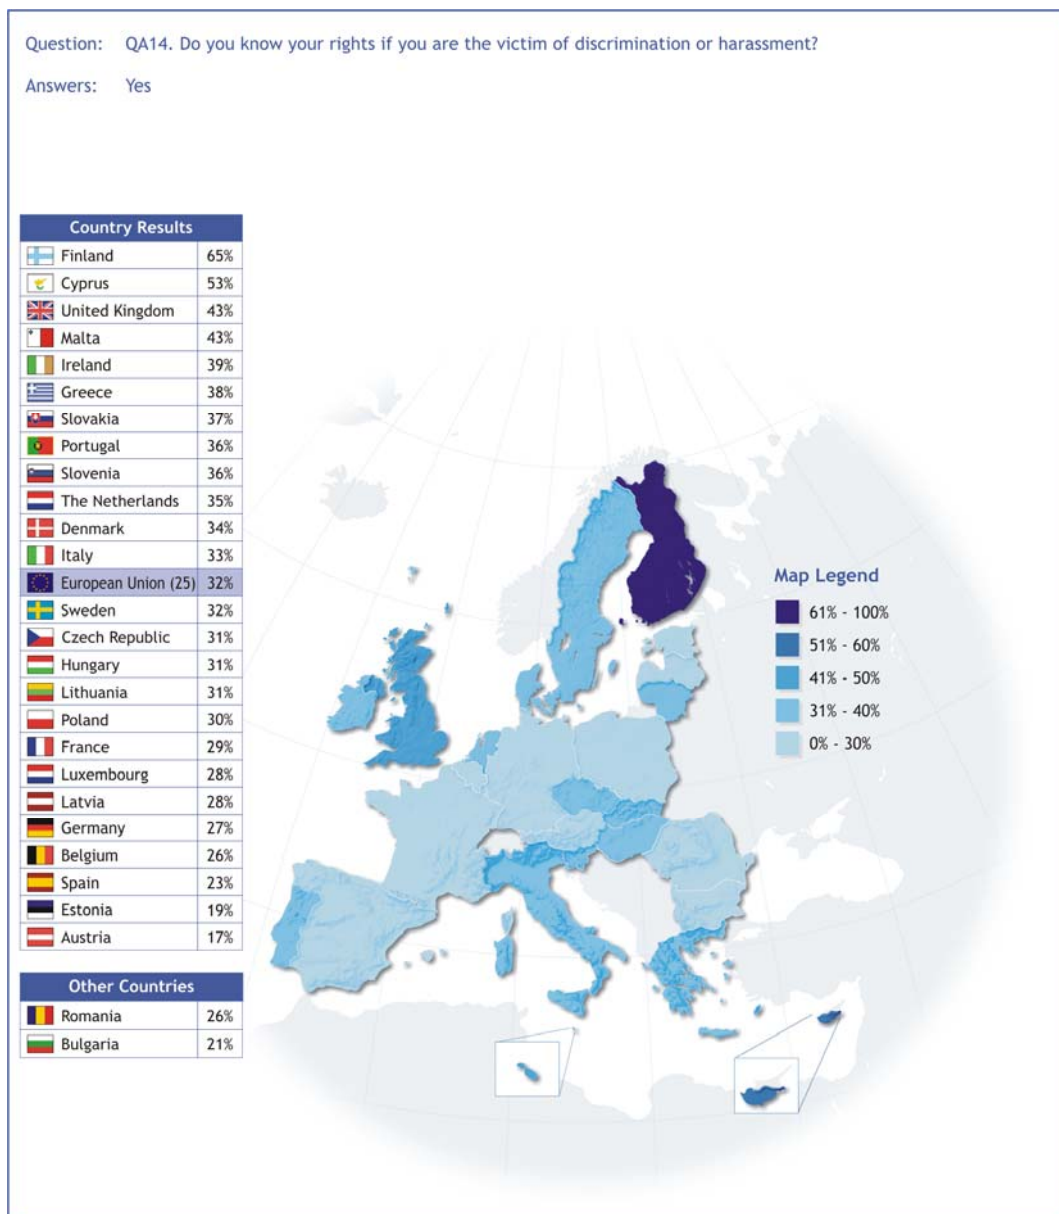 Question: QA14. Do you know your rights if you are the victim of discrimination or harassment?
Answers: Yes
Country Results
Finland 65%
Cyprus 53%
United Kingdom 43%
Malta 43%
Ireland 39%
Greece 38%
Slovakia 37%
Portugal 36%
Slovenia 36%
The Netherlands 35%
Denmark 34%
Italy 33%
European Union (25) 32%
Sweden 32%
Czech Republic 31%
Hungary 31%
Lithuania 31%
Poland 30%
France 29%
Luxembourg 28%
Latvia 28%
Germany 27%
Belgium 26%
Spain 23%
Estonia 19%
Austria 17%
Other Countries
Romania 26%
Bulgaria 21%
Map Legend
61% - 100%
51% - 60%
41% - 50%
31% - 40%
0% - 30%